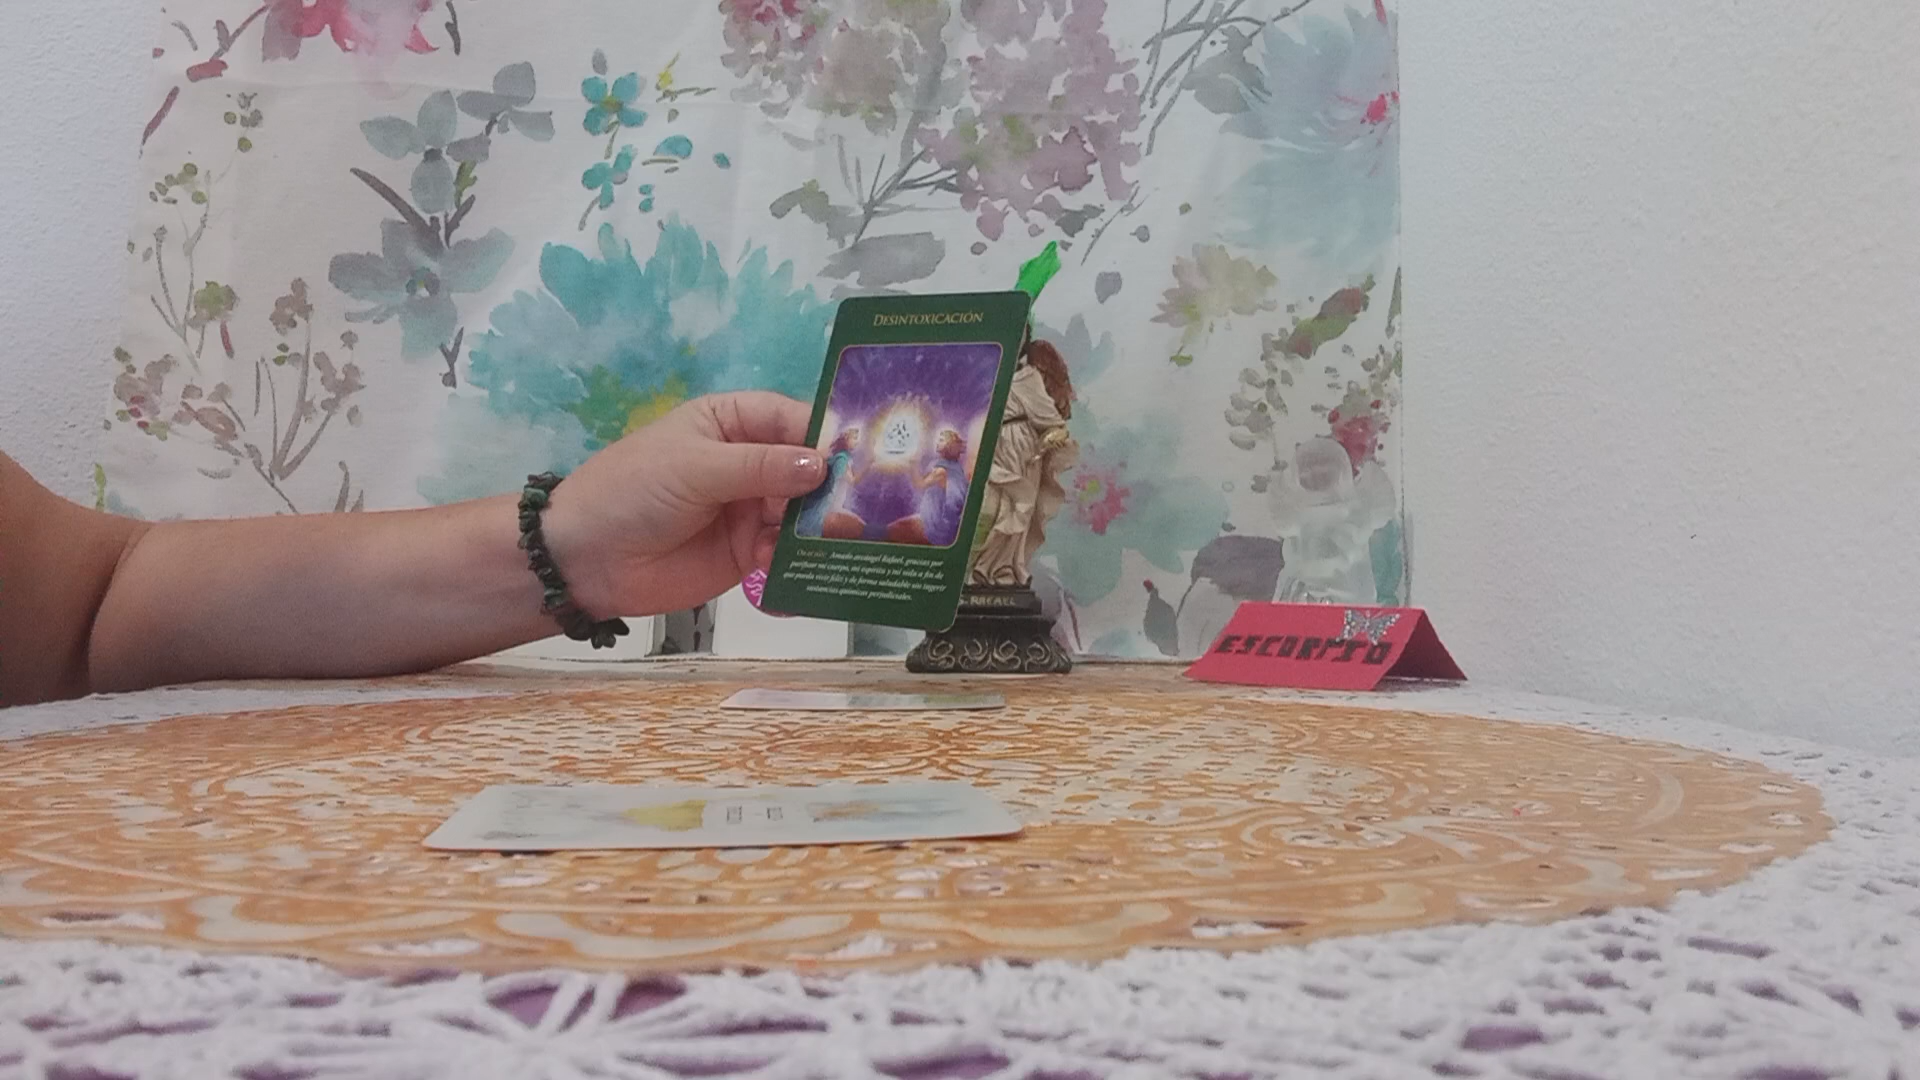 DESINTOXICACIÓN
ORACIÓN: Amado arcángel Rafael, gracias por
purificar mi cuerpo, mi espíritu y mi vida a fin de
que pueda vivir feliz y de forma saludable sin ingerir
sustancias químicas perjudiciales.
S. RAFAEL
ESCORPIO